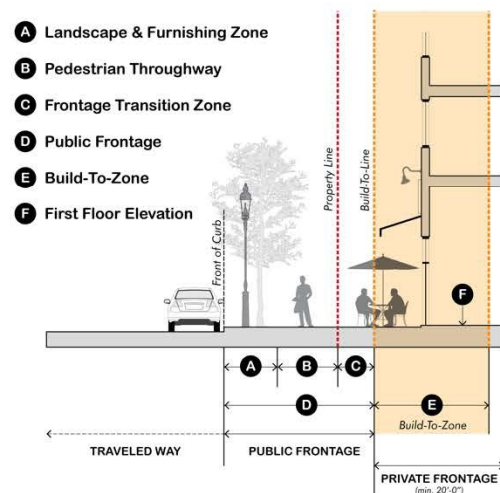 A Landscape & Furnishing Zone
B Pedestrian Throughway
C Frontage Transition Zone
D Public Frontage
E Build-To-Zone
F First Floor Elevation
Front of Curb
Property Line
Build-To-Line
F
A
B
C
D
E
Build-To-Zone
TRAVELED WAY
PUBLIC FRONTAGE
PRIVATE FRONTAGE
(min. 20'-0")